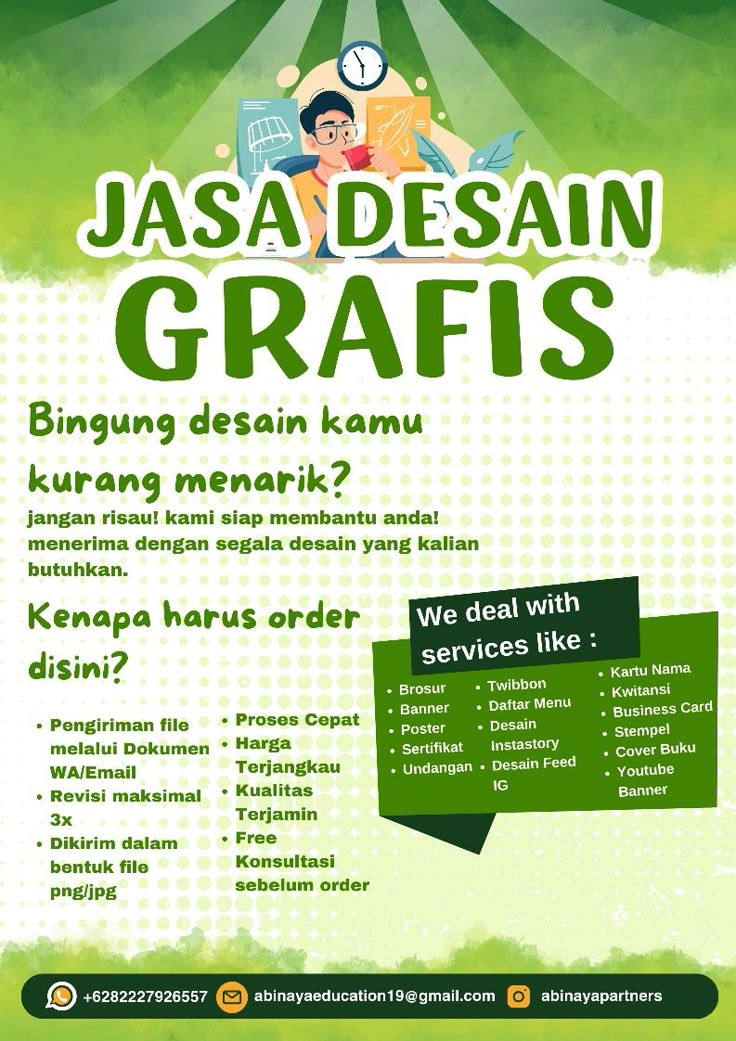 JASA DESAIN
GRAFIS
Bingung desain kamu
kurang menarik?
jangan risau! kami siap membantu anda!
menerima dengan segala desain yang kalian
butuhkan.
Kenapa harus order
disini?
• Pengiriman file
melalui Dokumen
WA/Email
• Revisi maksimal
3x
• Dikirim dalam
bentuk file
png/jpg
• Proses Cepat
• Harga
Terjangkau
• Kualitas
Terjamin
• Free
Konsultasi
sebelum order
We deal with
services like :
• Brosur
• Banner
• Poster
• Sertifikat
• Undangan
• Twibbon
• Daftar Menu
• Desain
Instastory
• Desain Feed
IG
• Kartu Nama
• Kwitansi
• Business Card
• Stempel
• Cover Buku
• Youtube
Banner
+6282227926557
abinayaeducation19@gmail.com
abinayapartners